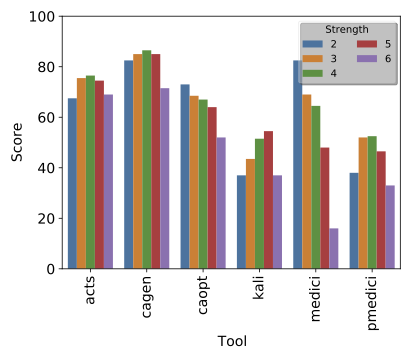 100
80
60
40
20
0
Score
Strength
2
3
4
5
6
acts
cagen
caopt
kali
medici
pmedici
Tool